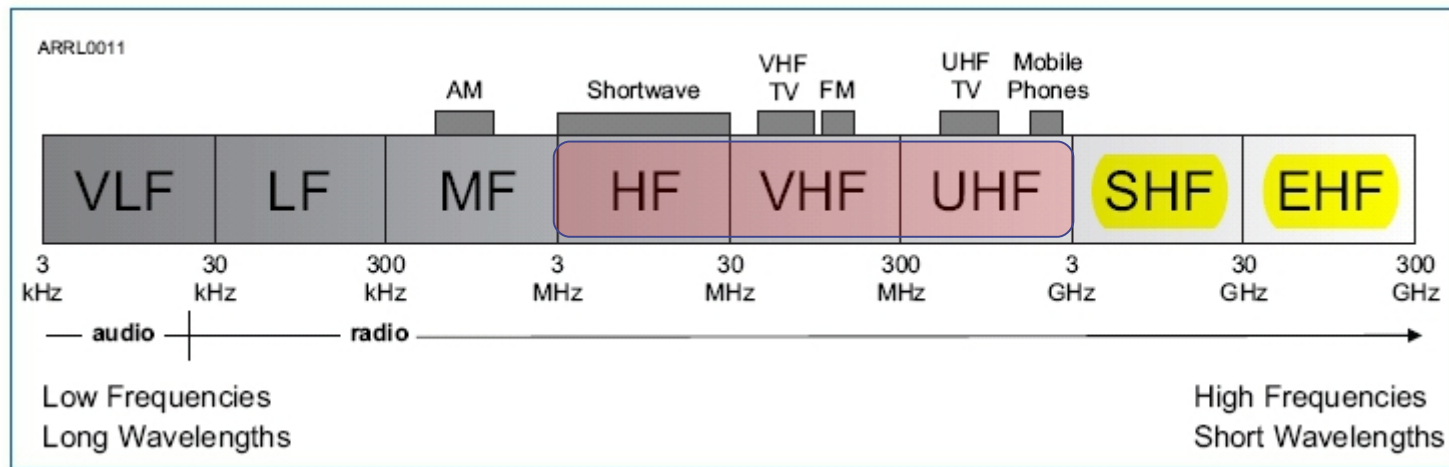 ARRL0011
AM
Shortwave
VHF
TV
FM
UHF
TV
Mobile
Phones
VLF
LF
MF
HF
VHF
UHF
SHF
EHF
3
kHz
30
kHz
300
kHz
3
MHz
30
MHz
300
MHz
3
GHz
30
GHz
300
GHz
audio
radio
Low Frequencies
Long Wavelengths
High Frequencies
Short Wavelengths